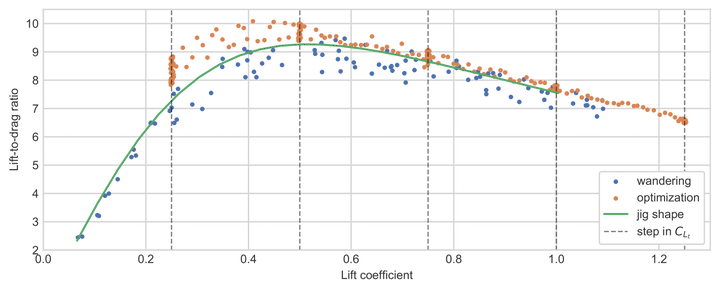 10
9
8
7
6
5
4
3
2
Lift-to-drag ratio
0.0 0.2 0.4 0.6 0.8 1.0 1.2
Lift coefficient
wandering
optimization
jig shape
step in $C_{L_t}$